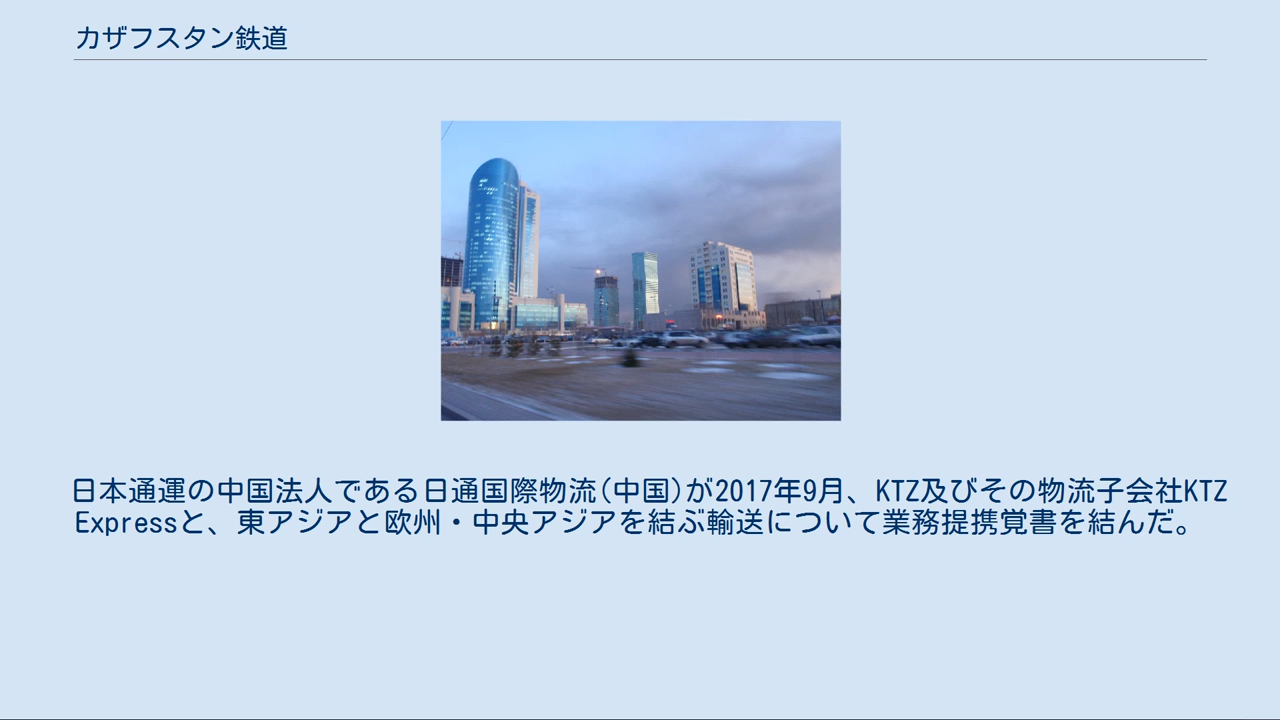 カザフスタン鉄道
日本通運の中国法人である日通国際物流(中国)が2017年9月、KTZ及びその物流子会社KTZ
Expressと、東アジアと欧州・中央アジアを結ぶ輸送について業務提携覚書を結んだ。